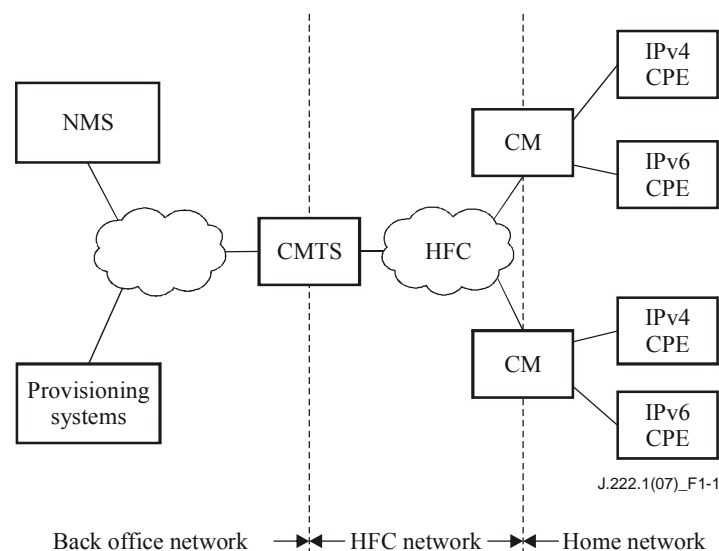 IPv4
CPE
NMS
CM
IPv6
CPE
CMTS
HFC
IPv4
CPE
CM
Provisioning
systems
IPv6
CPE
J.222.1(07)_F1-1
Back office network
HFC network
Home network